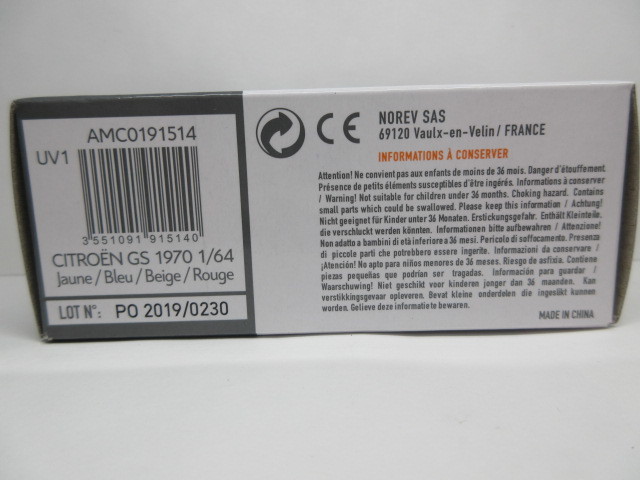 AMC0191514
UV1
3 551091 915140
CITROËN GS 1970 1/64
Jaune / Bleu / Beige / Rouge
LOT N°: PO 2019/0230
CE
NOREV SAS
69120 Vaulx-en-Velin / FRANCE
INFORMATIONS À CONSERVER
Attention! Ne convient pas aux enfants de moins de 36 mois. Danger d'étouffement.
Présence de petits éléments susceptibles d'être ingérés. Informations à conserver
/ Warning! Not suitable for children under 36 months. Choking hazard. Contains
small parts which could be swallowed. Please keep this information / Achtung!
Nicht geeignet für Kinder unter 36 Monaten. Erstickungsgefahr. Enthält Kleinteile,
die verschluckt werden könnten. Informationen bitte aufbewahren / Attenzione!
Non adatto a bambini di età inferiore a 36 mesi. Pericolo di soffocamento. Presenza
di piccole parti che potrebbero essere ingerite. Informazioni da conservare /
¡Atención! No apto para niños menores de 36 meses. Riesgo de asfixia. Contiene
piezas pequeñas que podrían ser tragadas. Información para guardar /
Waarschuwing! Niet geschikt voor kinderen jonger dan 36 maanden. Kan
verstikkingsgevaar opleveren. Bevat kleine onderdelen die ingeslikt kunnen
worden. Gelieve deze informatie te bewaren.
MADE IN CHINA